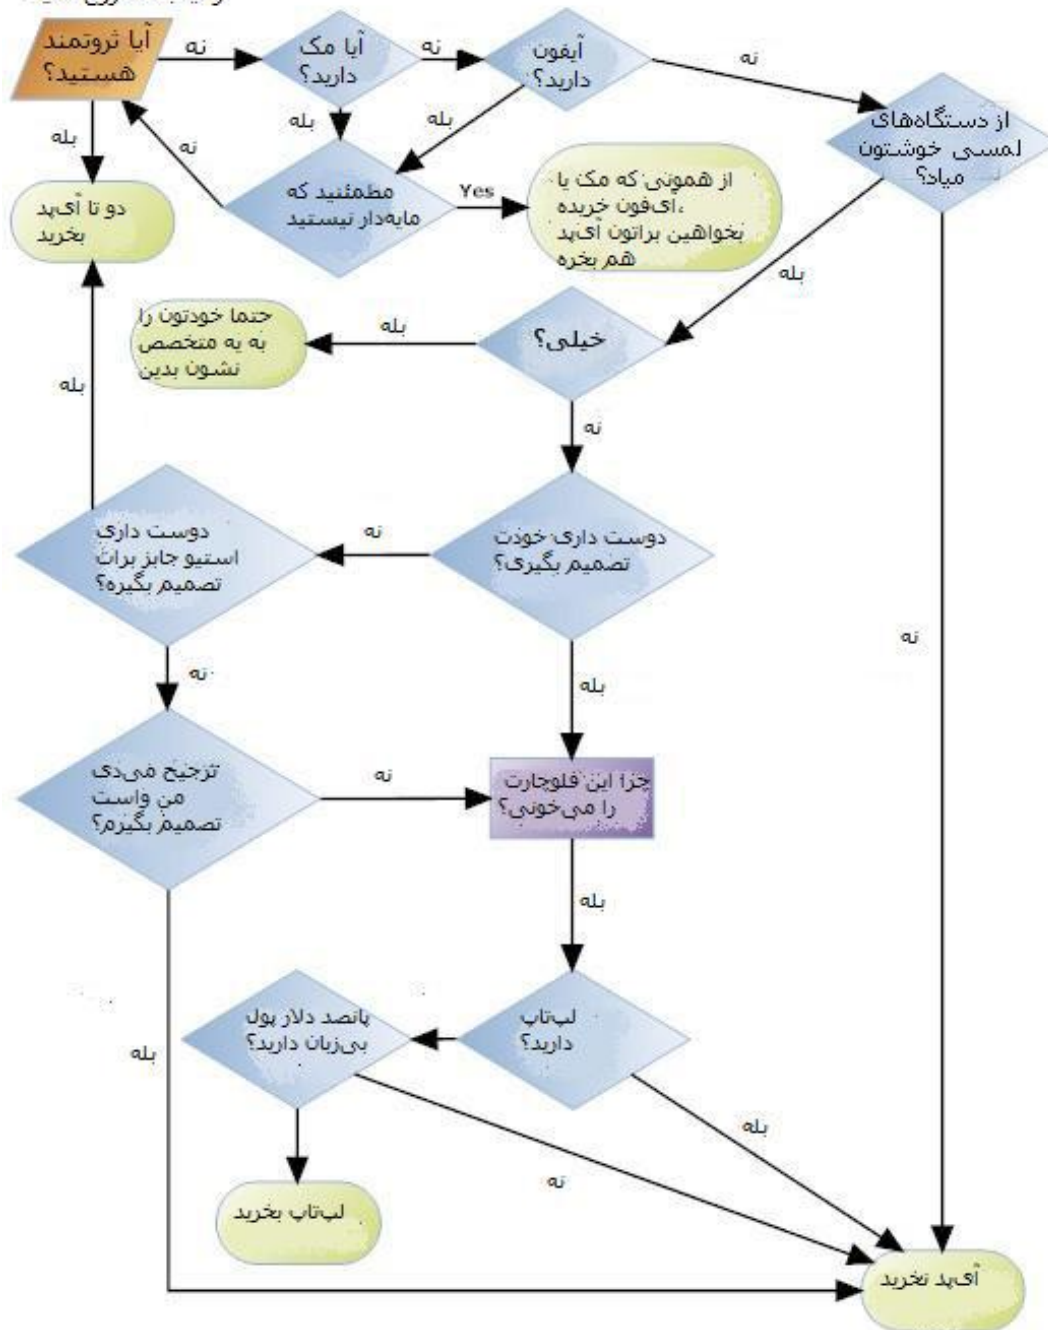 آیا ثروتمند
هستید؟
نه
آیا مک
دارید؟
نه
آیفون
دارید؟
نه
از دستگاه‌های
لمسی خوشتون
میاد؟
بله
دو تا آی‌پد
بخرید
نه
بله
بله
مطمئنید که
مایه‌دار نیستید
Yes
از همونی که مک یا
آی‌فون خریده،
بخواهین براتون آی‌پد
هم بخره
بله
خیلی؟
بله
حتما خودتون را
به یه متخصص
نشون بدین
بله
نه
دوست داری خودت
تصمیم بگیری؟
نه
دوست داری
استیو جابز برات
تصمیم بگیره؟
نه
نه
بله
ترجیح می‌دی
من واست
تصمیم بگیرم؟
نه
چرا این فلوچارت
را می‌خونی؟
بله
لپ‌تاپ
دارید؟
پانصد دلار پول
بی‌زبان دارید؟
بله
بله
نه
لپ‌تاپ بخرید
آی‌پد نخرید